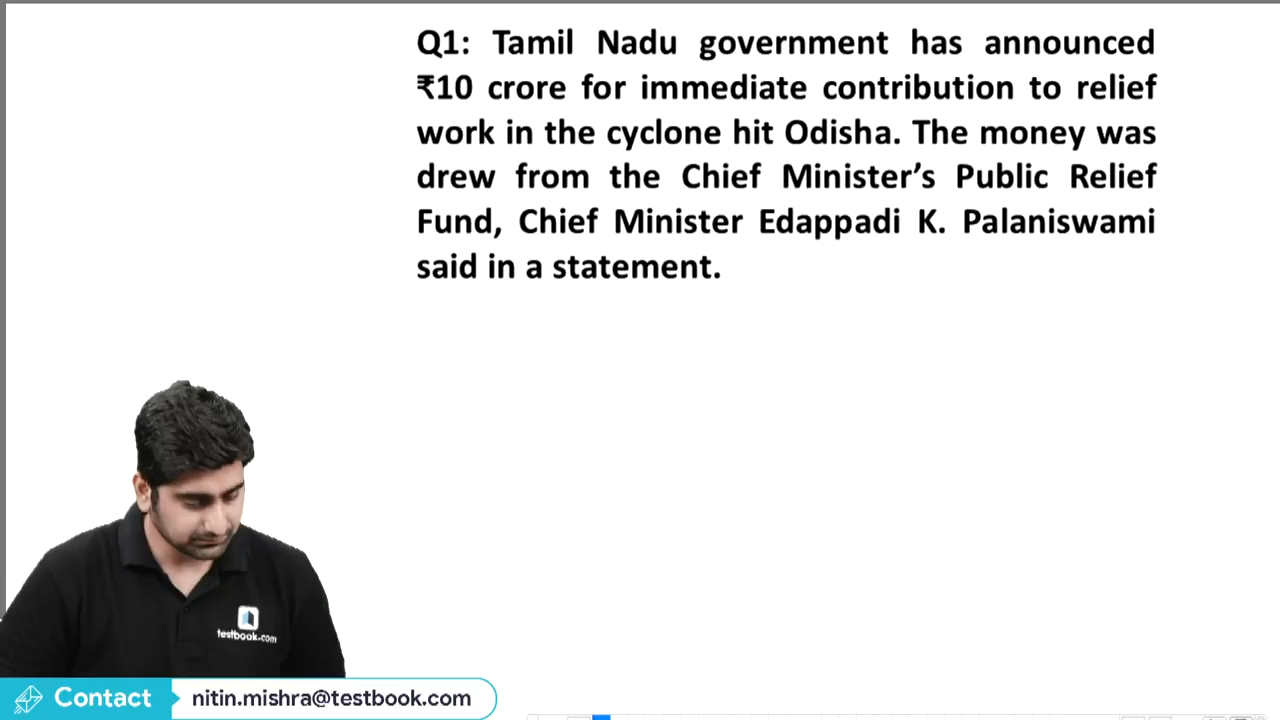 Q1: Tamil Nadu government has announced
₹10 crore for immediate contribution to relief
work in the cyclone hit Odisha. The money was
drew from the Chief Minister’s Public Relief
Fund, Chief Minister Edappadi K. Palaniswami
said in a statement.
testbook.com
Contact
nitin.mishra@testbook.com